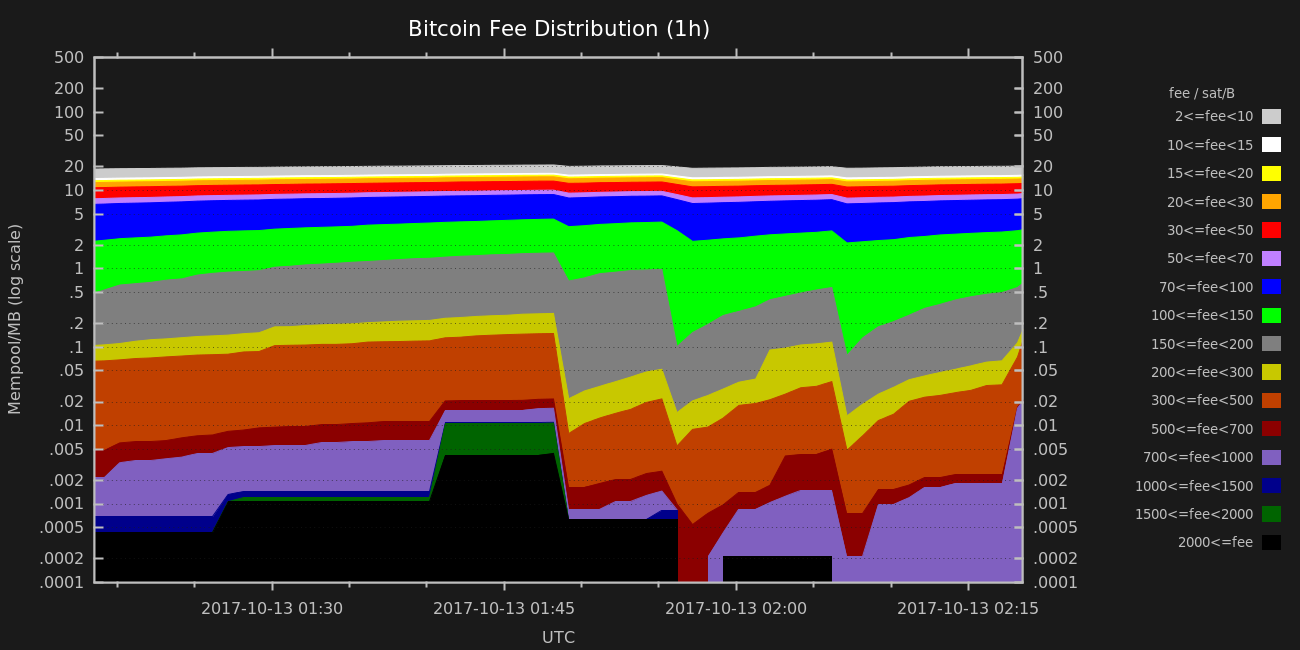 Bitcoin Fee Distribution (1h)
Mempool/MB (log scale)
500
200
100
50
20
10
5
2
1
.5
.2
.1
.05
.02
.01
.005
.002
.001
.0005
.0002
.0001
500
200
100
50
20
10
5
2
1
.5
.2
.1
.05
.02
.01
.005
.002
.001
.0005
.0002
.0001
fee / sat/B
2<=fee<10
10<=fee<15
15<=fee<20
20<=fee<30
30<=fee<50
50<=fee<70
70<=fee<100
100<=fee<150
150<=fee<200
200<=fee<300
300<=fee<500
500<=fee<700
700<=fee<1000
1000<=fee<1500
1500<=fee<2000
2000<=fee
2017-10-13 01:30 2017-10-13 01:45 2017-10-13 02:00 2017-10-13 02:15
UTC